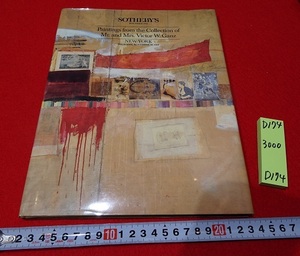 SOTHEBY'S
Paintings from the Collection of
Mr. and Mrs. Victor W. Ganz
NEW YORK
D174
3000
D174
1 2 3 4 5 6 7 8 9 10 1 2 3 4 5 6 7 8 9 20 1 2 3 4 5 6 7